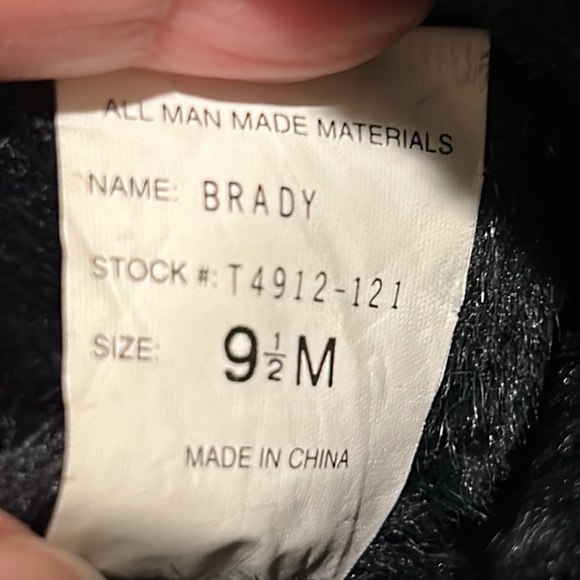 ALL MAN MADE MATERIALS
NAME: BRADY
STOCK #: T4912-121
SIZE: 9½M
MADE IN CHINA